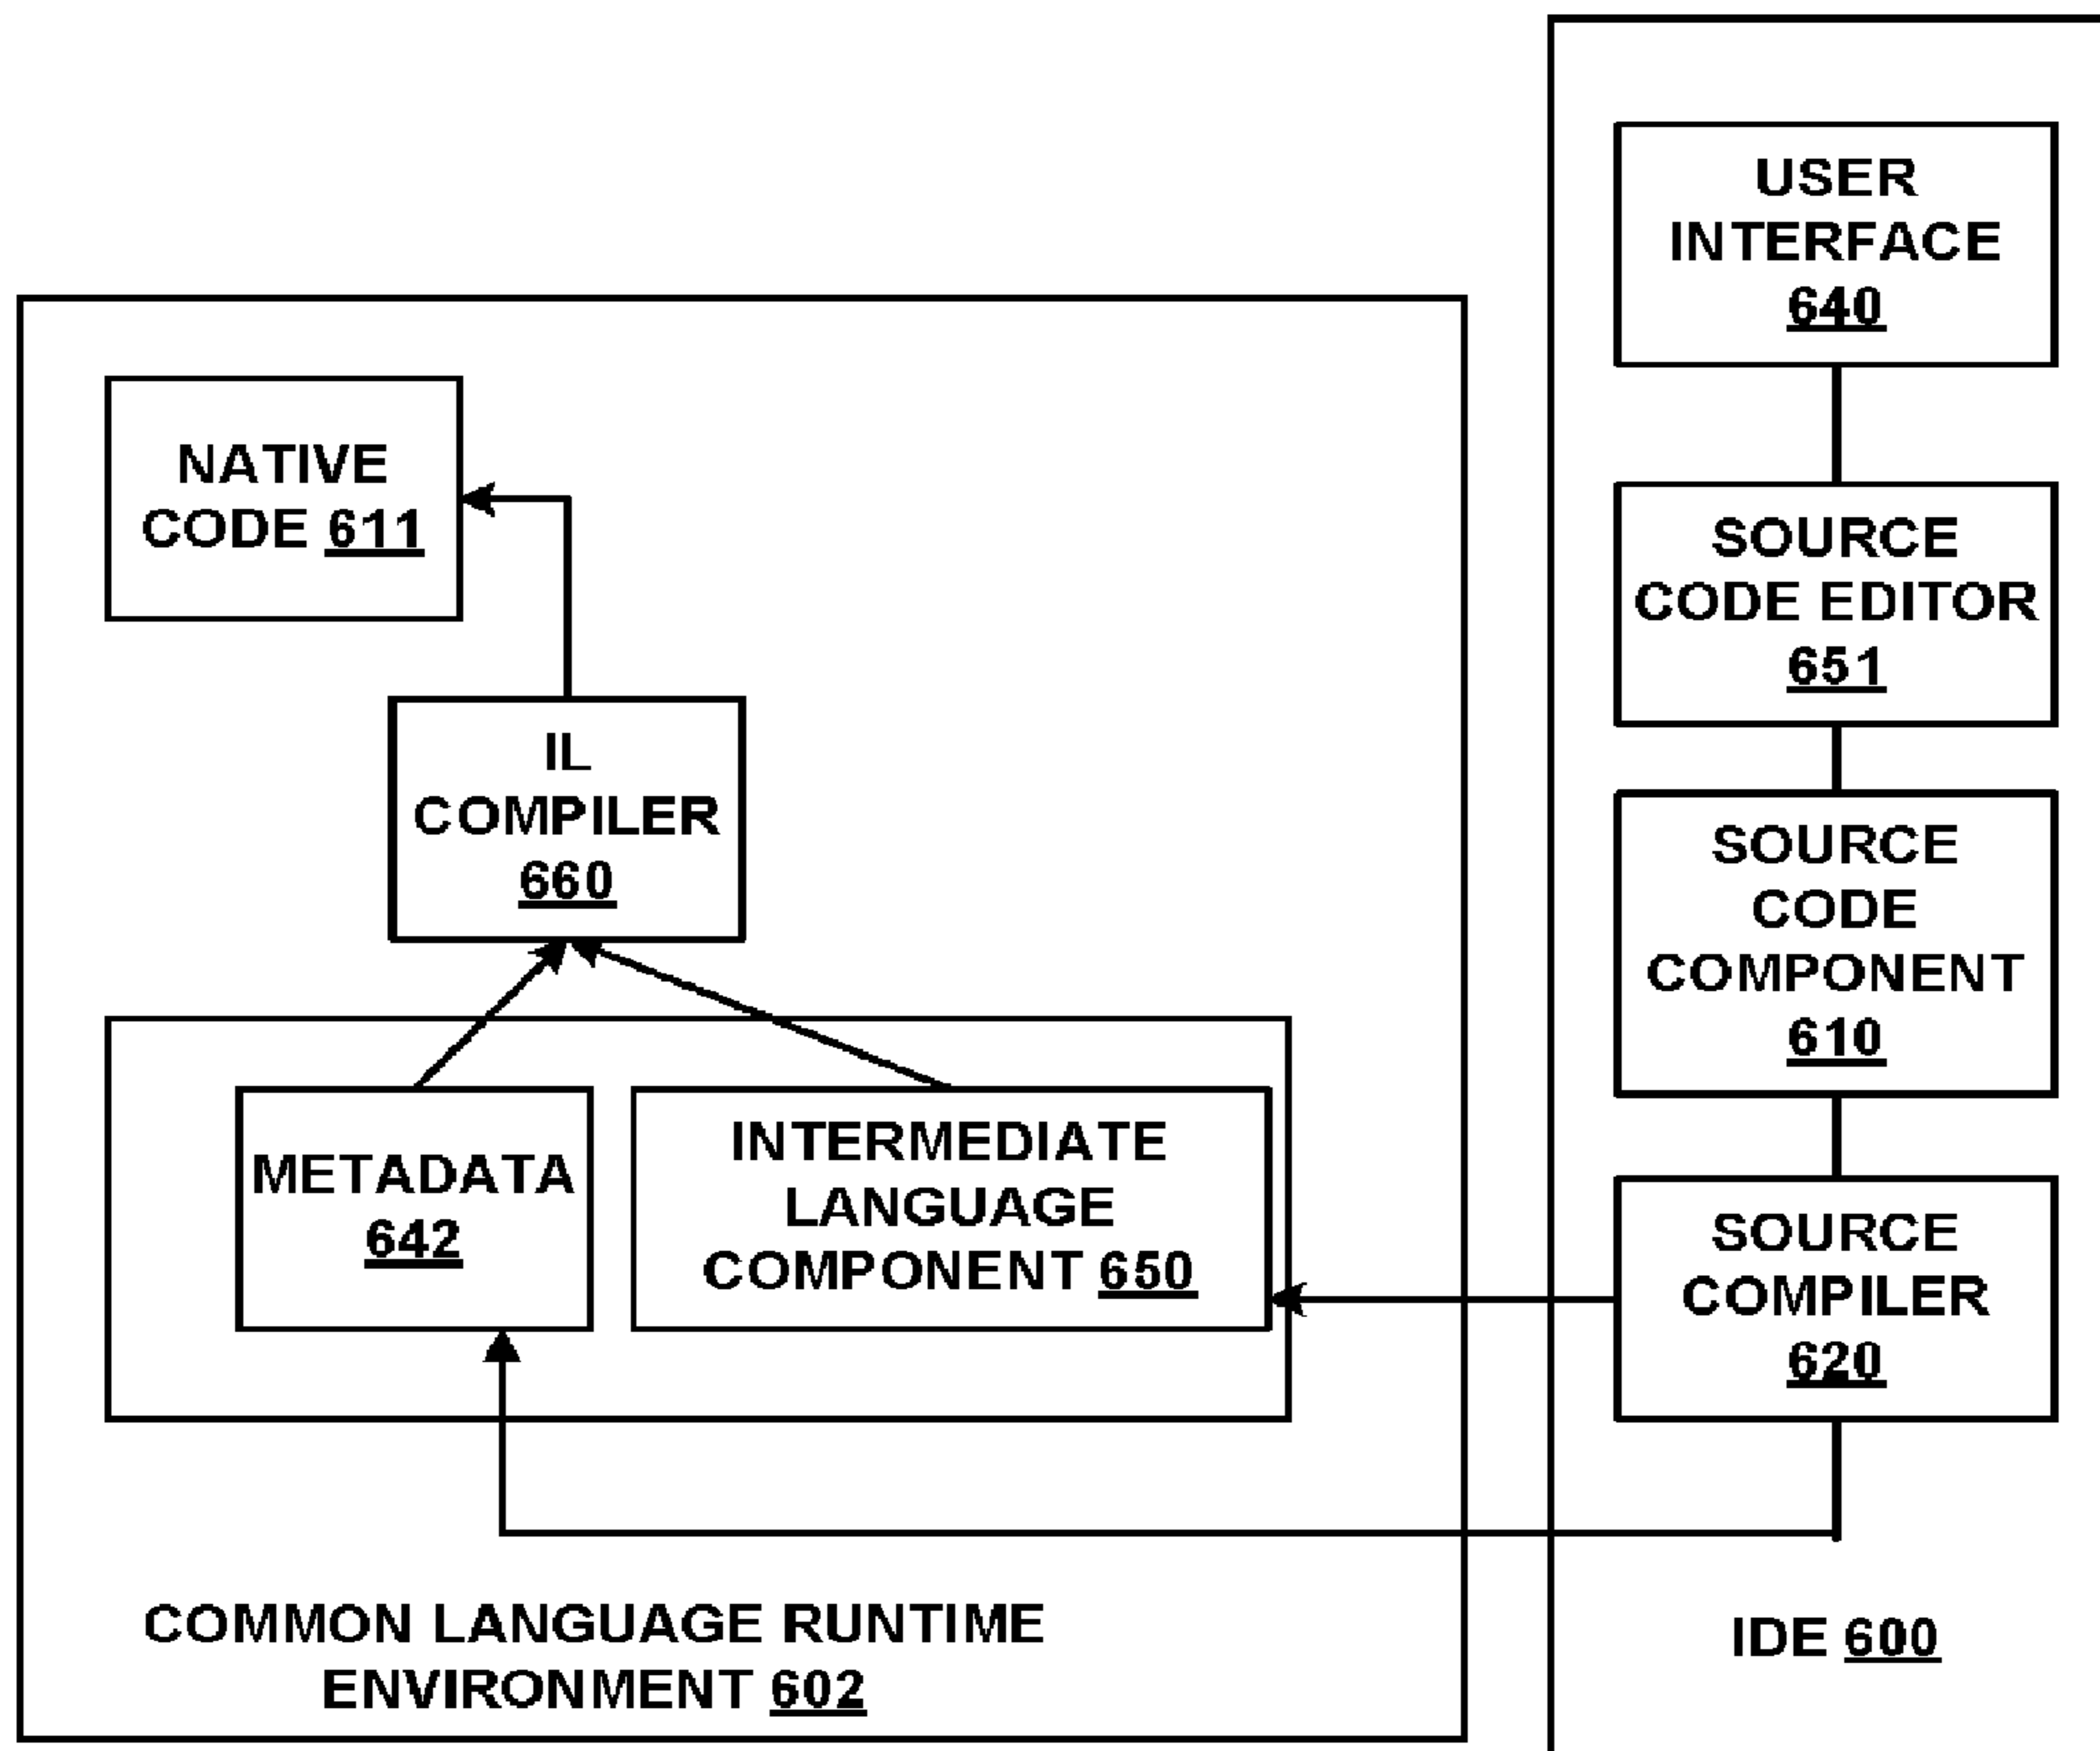 USER
INTERFACE
640
NATIVE
CODE 611
SOURCE
CODE EDITOR
651
IL
COMPILER
660
SOURCE
CODE
COMPONENT
610
METADATA
642
INTERMEDIATE
LANGUAGE
COMPONENT 650
SOURCE
COMPILER
620
COMMON LANGUAGE RUNTIME
ENVIRONMENT 602
IDE 600